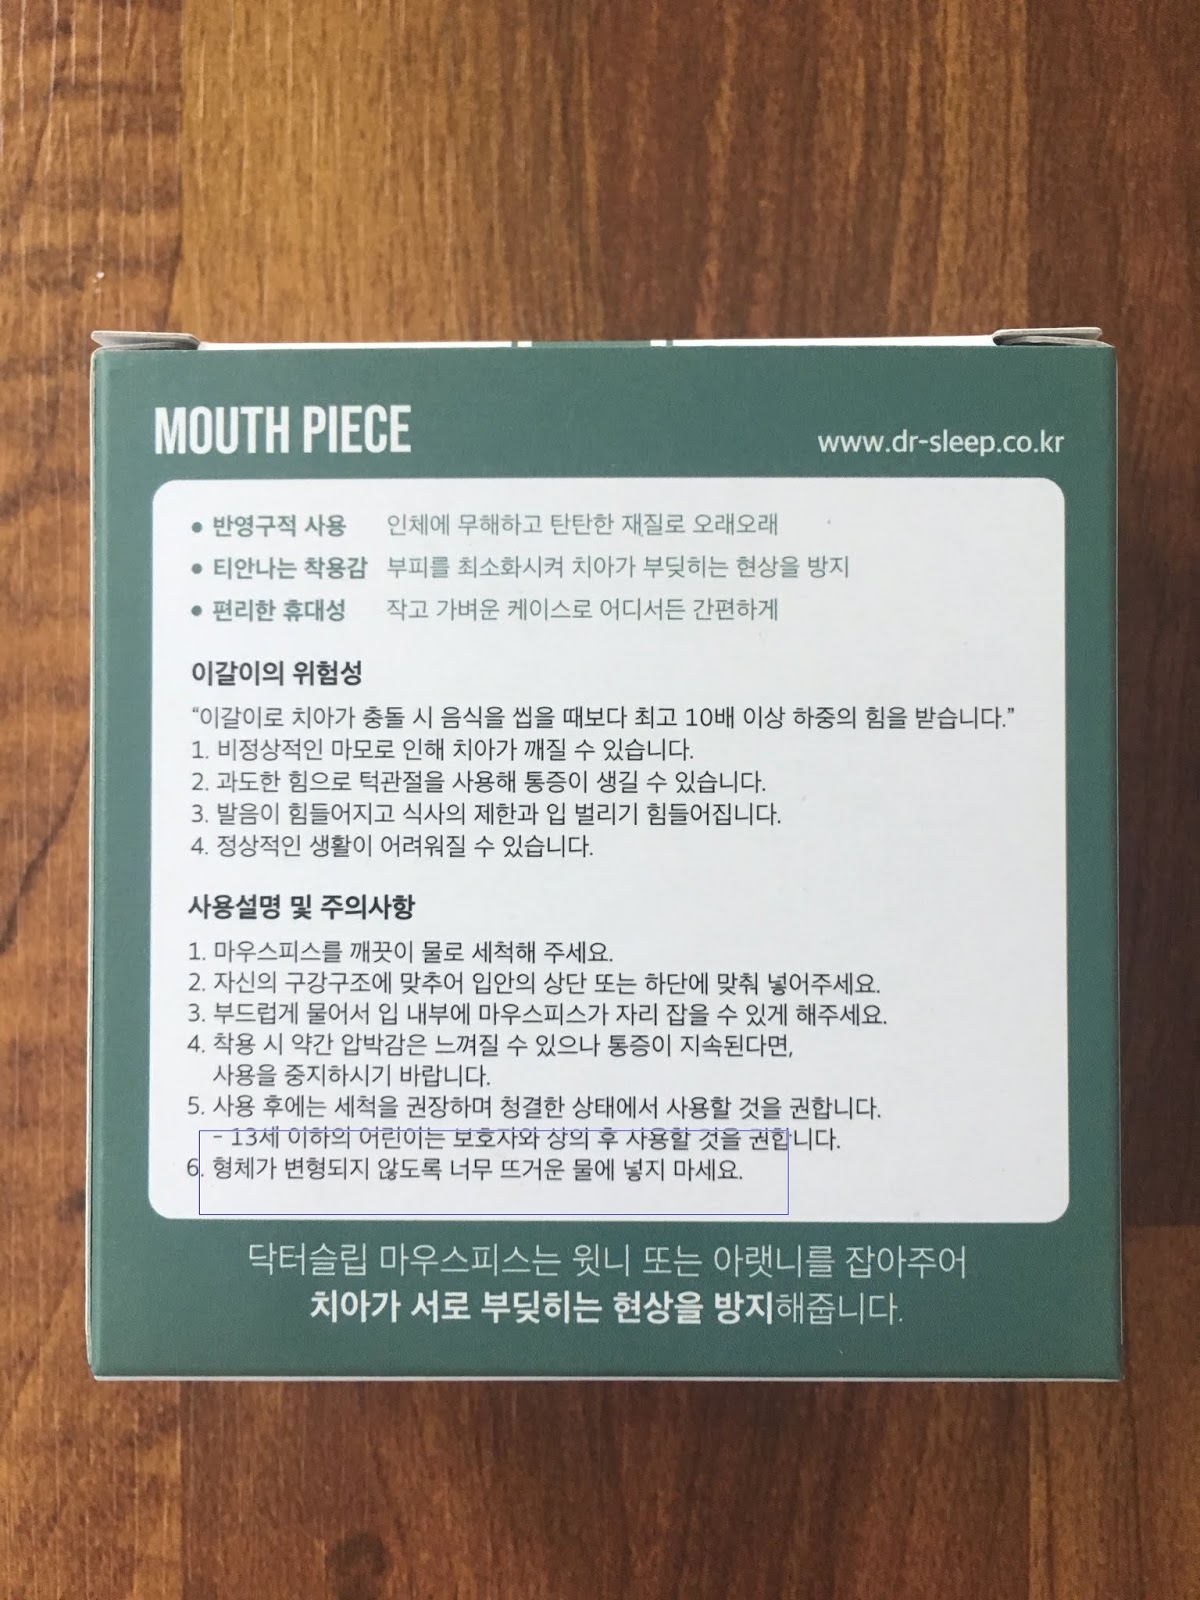 MOUTH PIECE
www.dr-sleep.co.kr
• 반영구적 사용 인체에 무해하고 탄탄한 재질로 오래오래
• 티안나는 착용감 부피를 최소화시켜 치아가 부딪히는 현상을 방지
• 편리한 휴대성 작고 가벼운 케이스로 어디서든 간편하게
이갈이의 위험성
“이갈이로 치아가 충돌 시 음식을 씹을 때보다 최고 10배 이상 하중의 힘을 받습니다.”
1. 비정상적인 마모로 인해 치아가 깨질 수 있습니다.
2. 과도한 힘으로 턱관절을 사용해 통증이 생길 수 있습니다.
3. 발음이 힘들어지고 식사의 제한과 입 벌리기 힘들어집니다.
4. 정상적인 생활이 어려워질 수 있습니다.
사용설명 및 주의사항
1. 마우스피스를 깨끗이 물로 세척해 주세요.
2. 자신의 구강구조에 맞추어 입안의 상단 또는 하단에 맞춰 넣어주세요.
3. 부드럽게 물어서 입 내부에 마우스피스가 자리 잡을 수 있게 해주세요.
4. 착용 시 약간 압박감은 느껴질 수 있으나 통증이 지속된다면,
사용을 중지하시기 바랍니다.
5. 사용 후에는 세척을 권장하며 청결한 상태에서 사용할 것을 권합니다.
- 13세 이하의 어린이는 보호자와 상의 후 사용할 것을 권합니다.
6. 형체가 변형되지 않도록 너무 뜨거운 물에 넣지 마세요.
닥터슬립 마우스피스는 윗니 또는 아랫니를 잡아주어
치아가 서로 부딪히는 현상을 방지해줍니다.